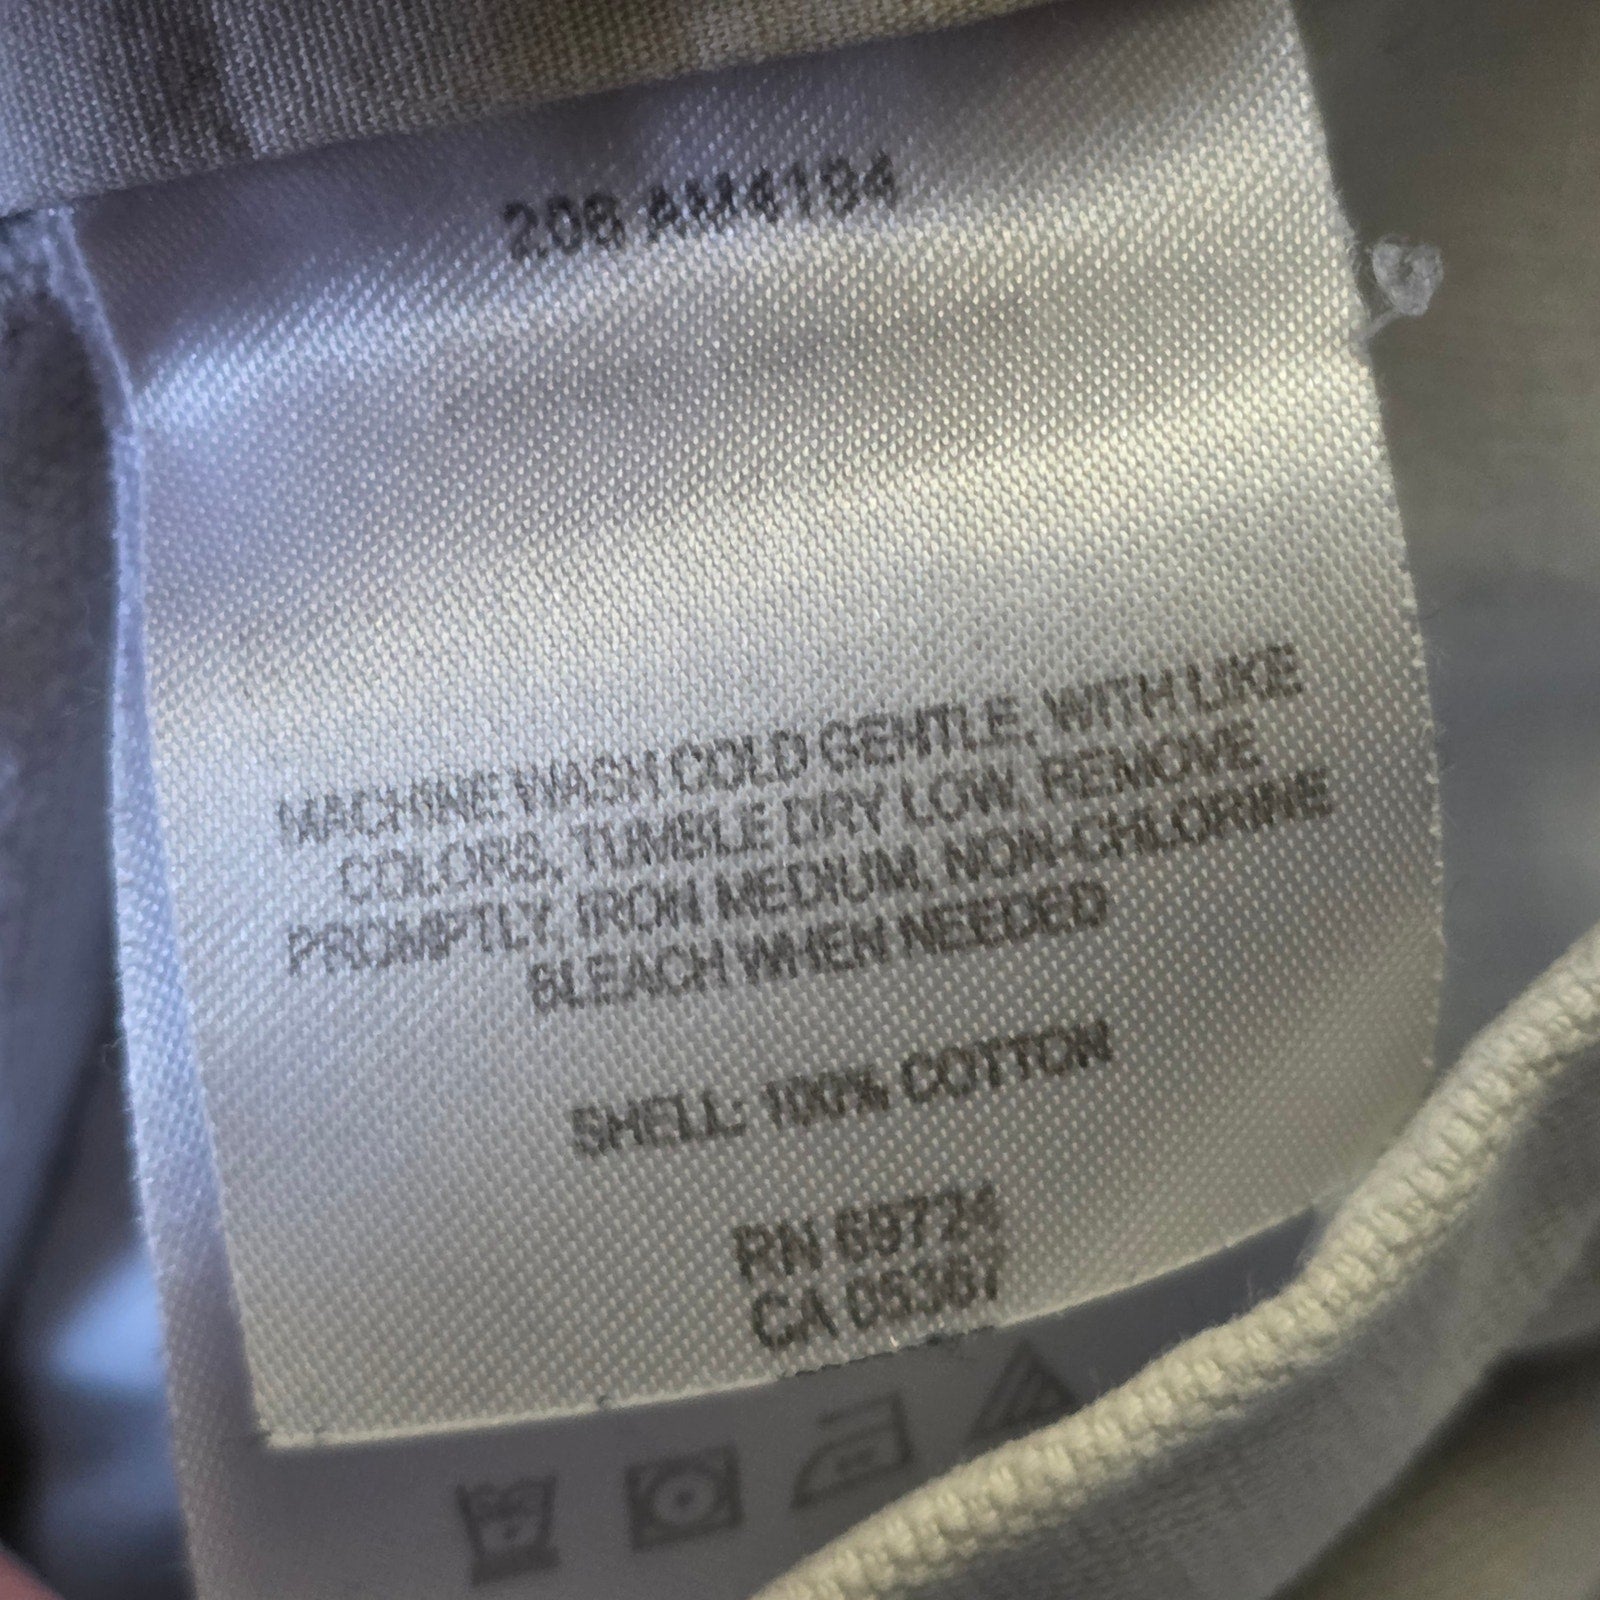 208 AM4194
MACHINE WASH COLD GENTLE, WITH LIKE
COLORS, TUMBLE DRY LOW, REMOVE
PROMPTLY, IRON MEDIUM, NON-CHLORINE
BLEACH WHEN NEEDED
SHELL: 100% COTTON
RN 69724
CA 05367